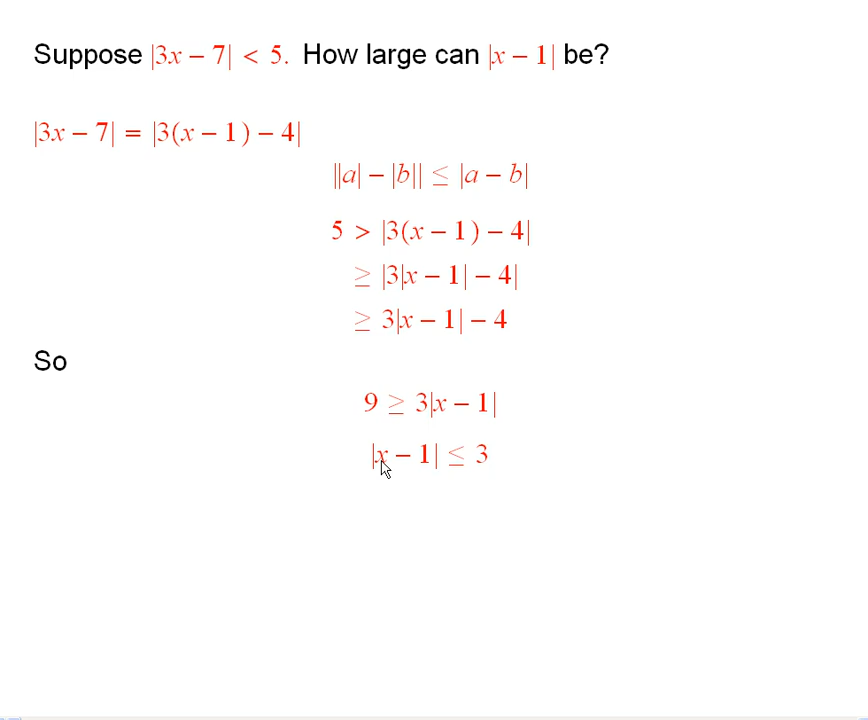 Suppose |3x − 7| < 5. How large can |x − 1| be?
|3x − 7| = |3(x − 1) − 4|
||a| − |b|| ≤ |a − b|
5 > |3(x − 1) − 4|
≥ |3|x − 1| − 4|
≥ 3|x − 1| − 4
So
9 ≥ 3|x − 1|
|x − 1| ≤ 3